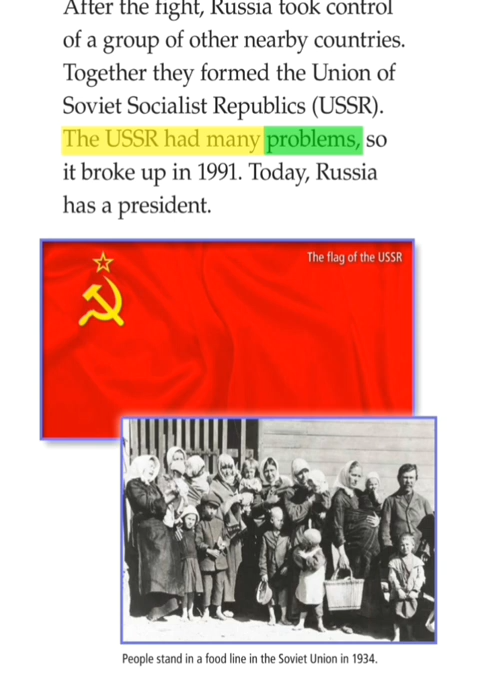 After the fight, Russia took control
of a group of other nearby countries.
Together they formed the Union of
Soviet Socialist Republics (USSR).
The USSR had many problems, so
it broke up in 1991. Today, Russia
has a president.
The flag of the USSR
People stand in a food line in the Soviet Union in 1934.